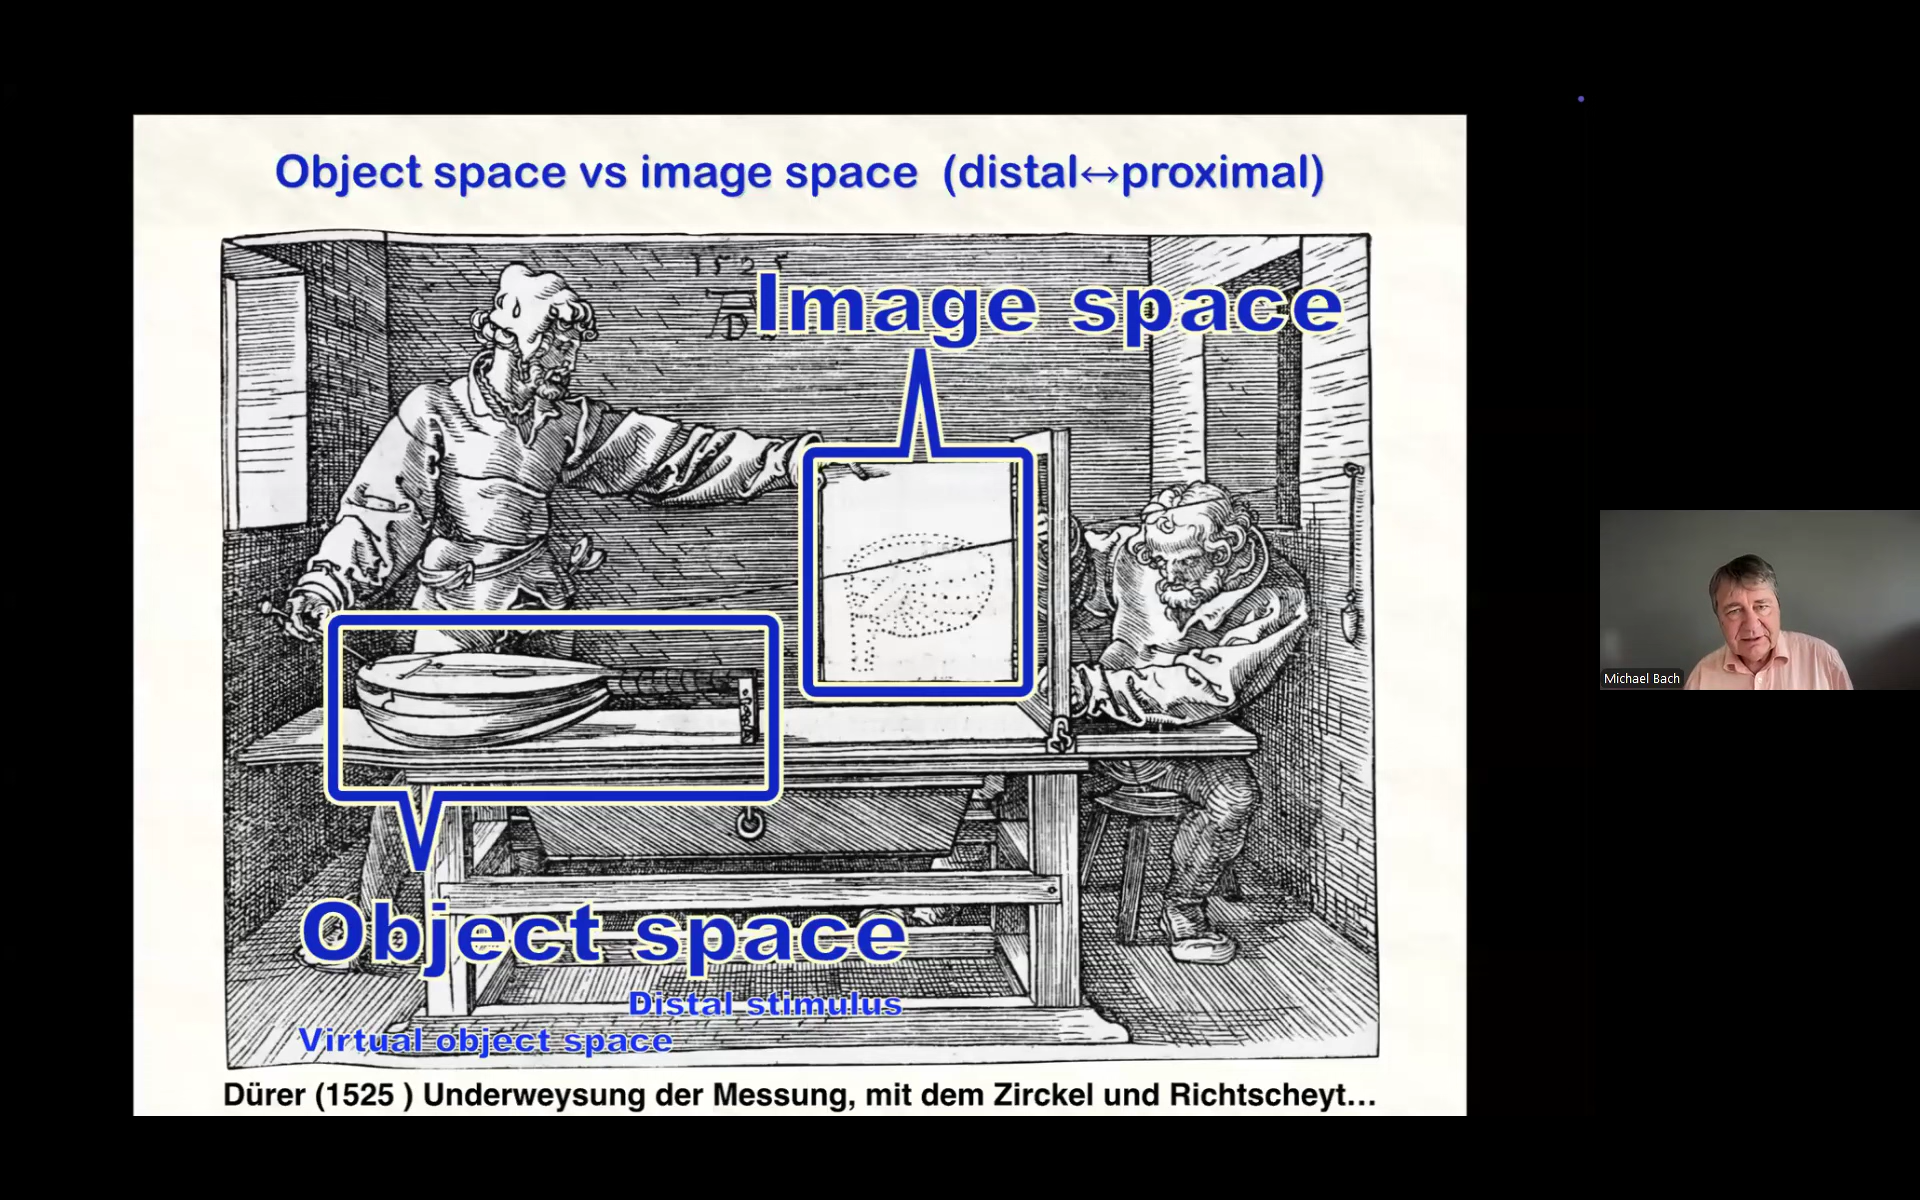 Object space vs image space (distal↔proximal)
1525
AD
Image space
Object space
Distal stimulus
Virtual object space
Dürer (1525 ) Underweysung der Messung, mit dem Zirckel und Richtscheyt...
Michael Bach